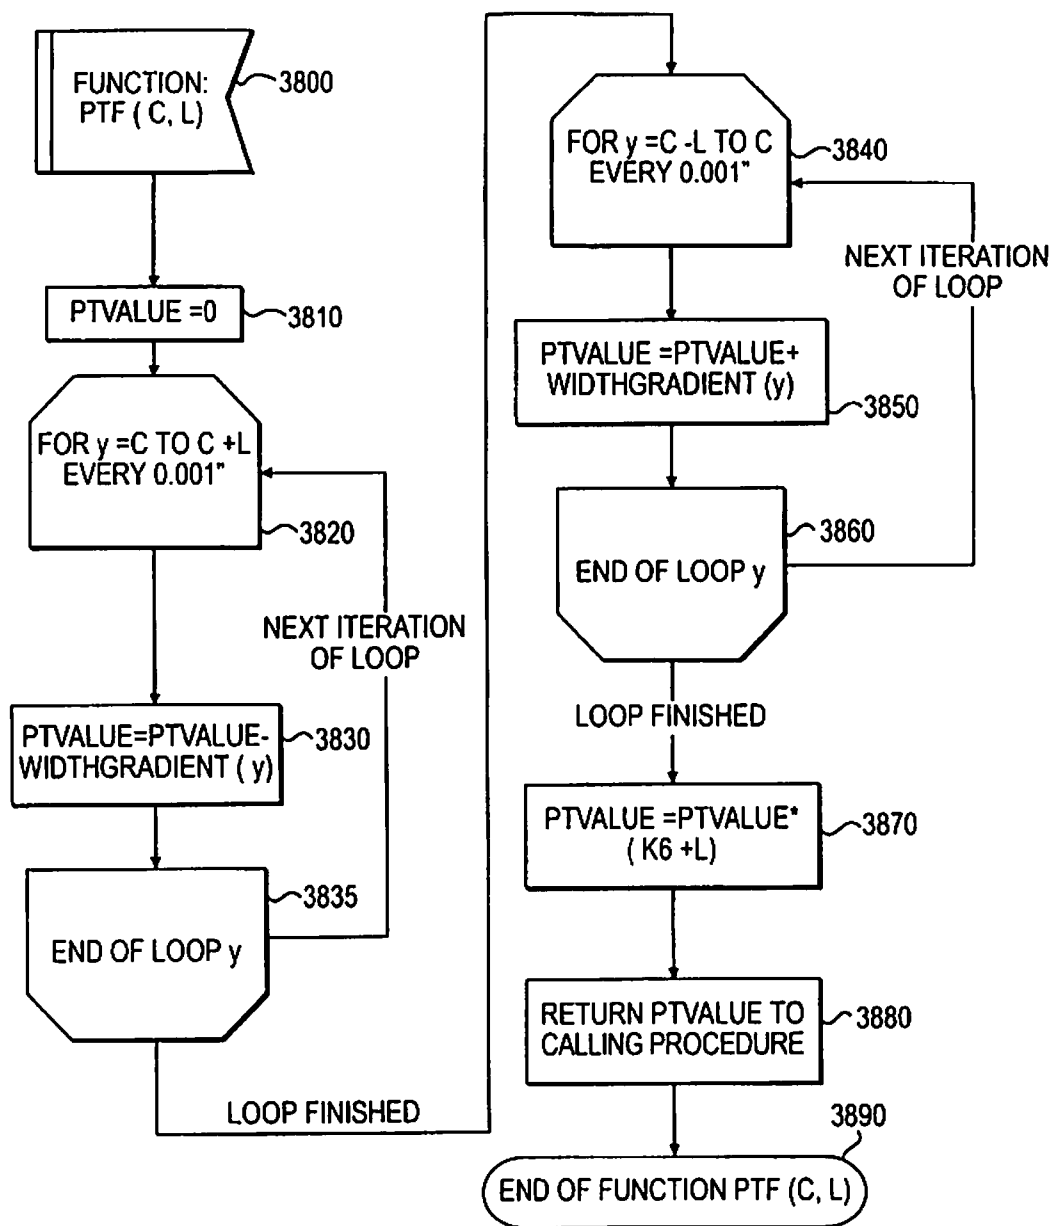 FUNCTION:
PTF ( C, L)
3800
PTVALUE =0
3810
FOR y =C TO C +L
EVERY 0.001"
3820
NEXT ITERATION
OF LOOP
PTVALUE=PTVALUE-
WIDTHGRADIENT ( y)
3830
3835
END OF LOOP y
LOOP FINISHED
FOR y =C -L TO C
EVERY 0.001"
3840
NEXT ITERATION
OF LOOP
PTVALUE =PTVALUE+
WIDTHGRADIENT (y)
3850
3860
END OF LOOP y
LOOP FINISHED
PTVALUE =PTVALUE*
( K6 +L)
3870
RETURN PTVALUE TO
CALLING PROCEDURE
3880
3890
END OF FUNCTION PTF (C, L)